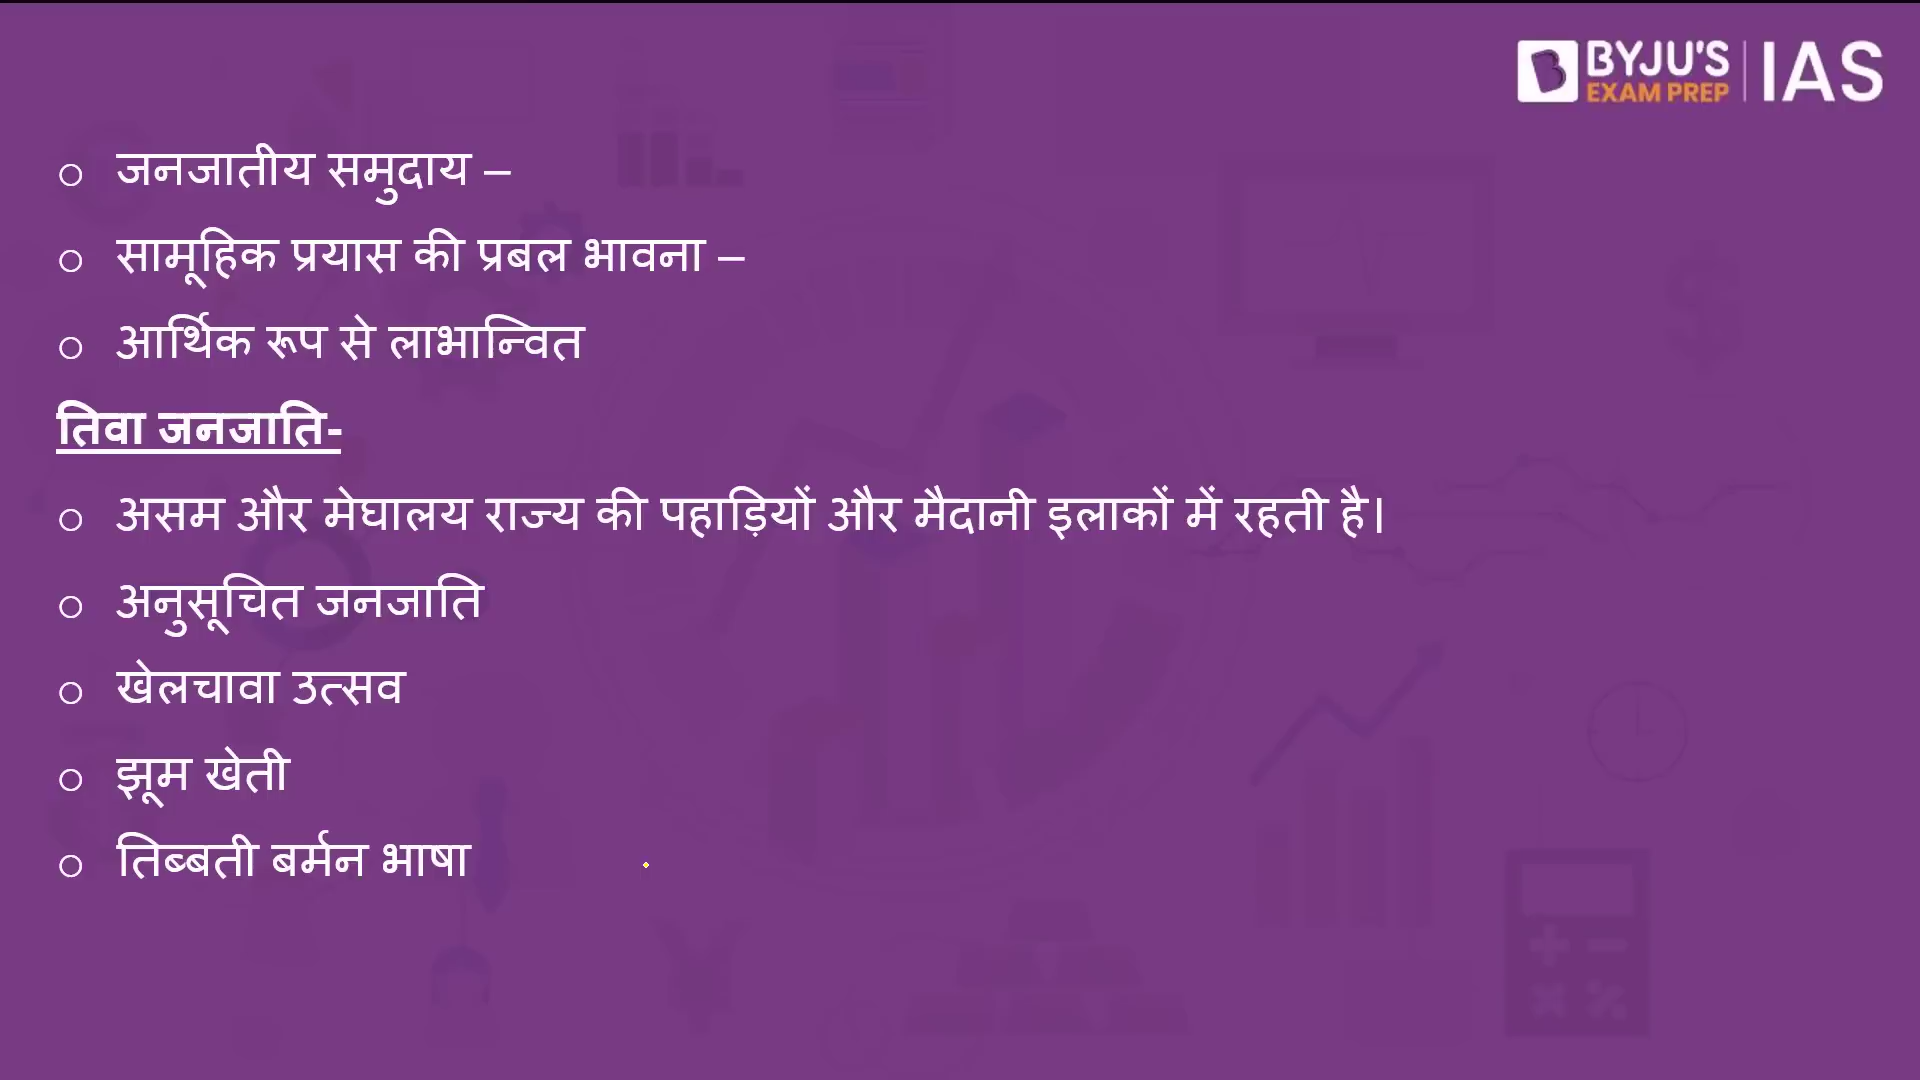 BYJU'S
EXAM PREP
IAS
○ जनजातीय समुदाय –
○ सामूहिक प्रयास की प्रबल भावना –
○ आर्थिक रूप से लाभान्वित
तिवा जनजाति-
○ असम और मेघालय राज्य की पहाड़ियों और मैदानी इलाकों में रहती है।
○ अनुसूचित जनजाति
○ खेलचावा उत्सव
○ झूम खेती
○ तिब्बती बर्मन भाषा